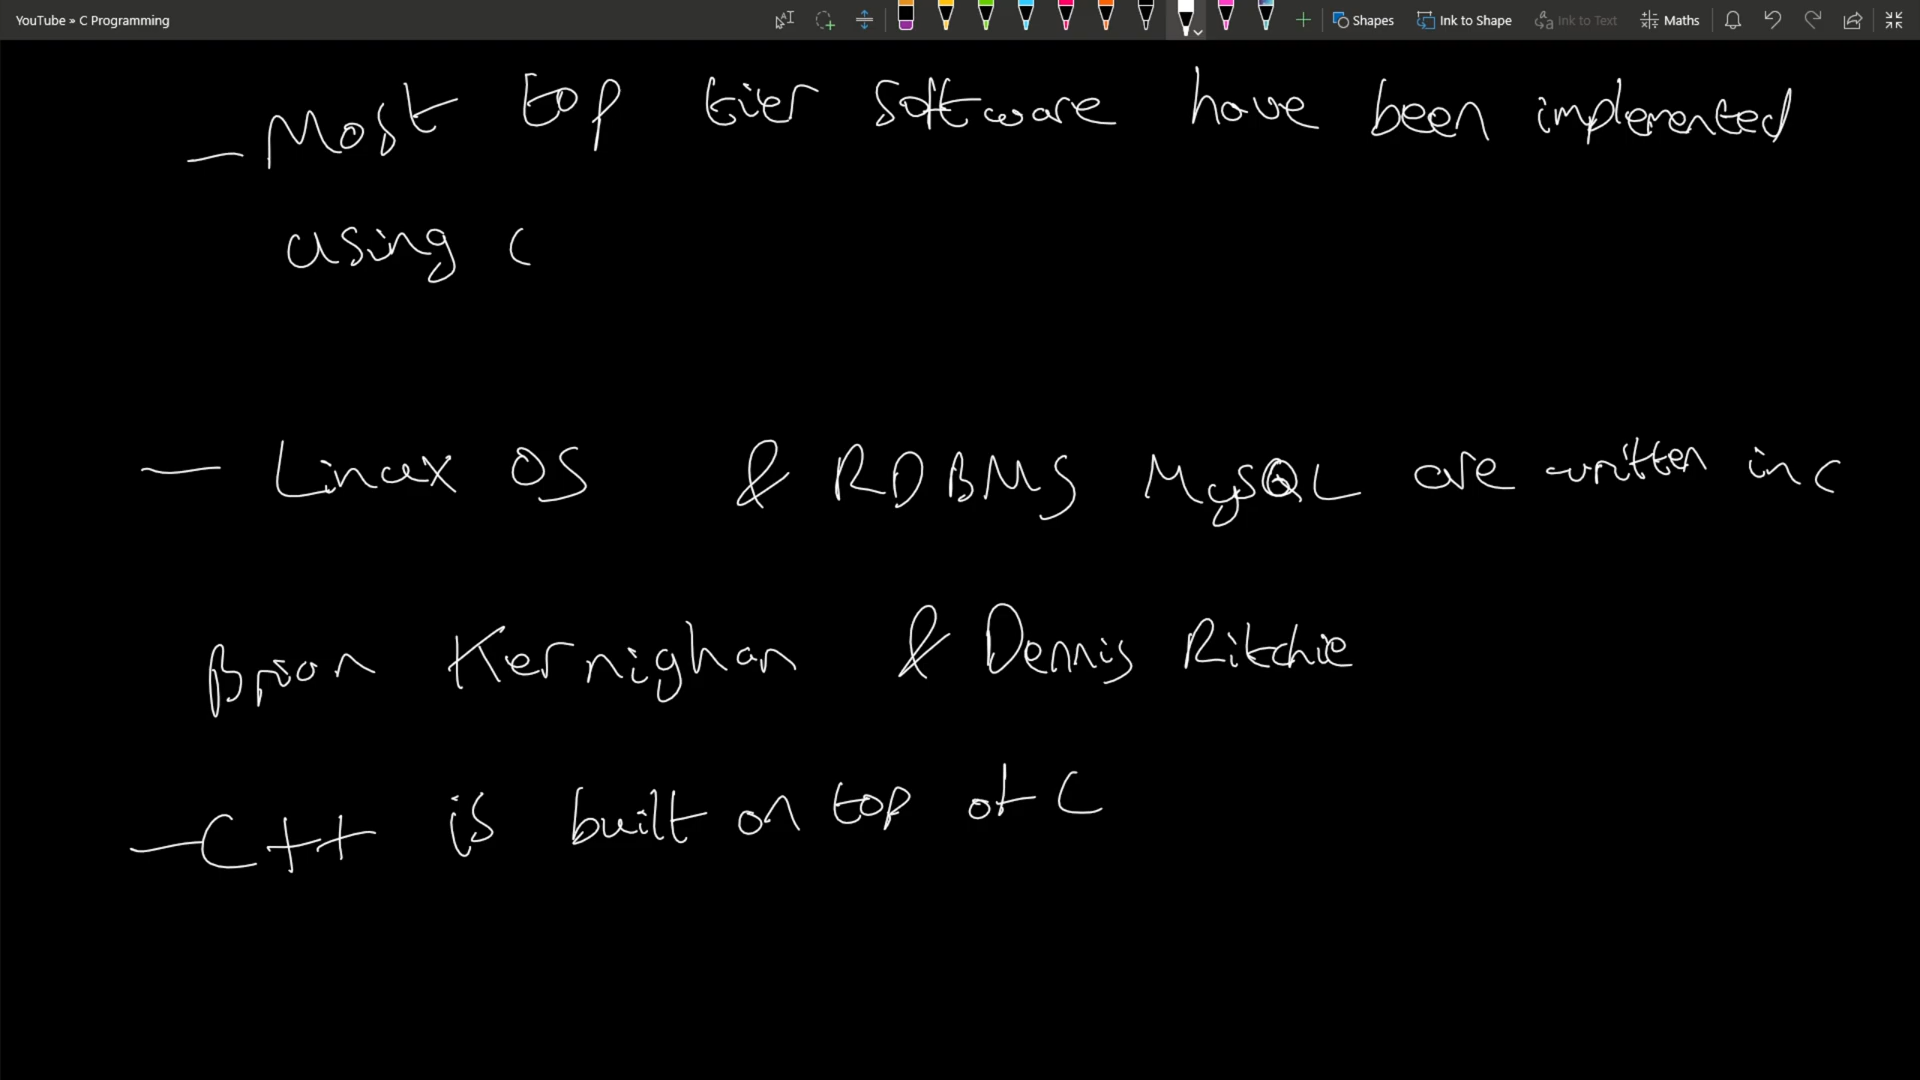 YouTube » C Programming
Shapes Ink to Shape Ink to Text Maths
— Most top tier software have been implemented
using C
— Linux OS & RDBMS MySQL are written in C
Brian Kernighan & Dennis Ritchie
— C++ is built on top of C